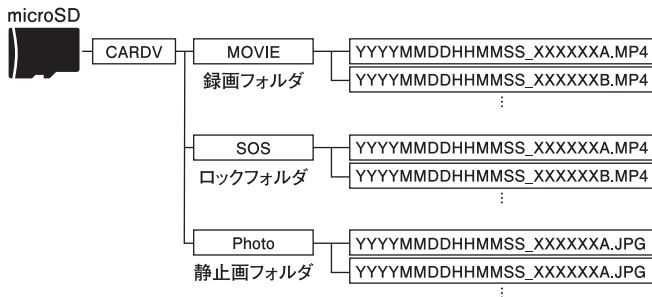 microSD
CARDV
MOVIE
録画フォルダ
YYYYMMDDHHMMSS_XXXXXXA.MP4
YYYYMMDDHHMMSS_XXXXXXB.MP4
⋮
SOS
ロックフォルダ
YYYYMMDDHHMMSS_XXXXXXA.MP4
YYYYMMDDHHMMSS_XXXXXXB.MP4
⋮
Photo
静止画フォルダ
YYYYMMDDHHMMSS_XXXXXXA.JPG
YYYYMMDDHHMMSS_XXXXXXA.JPG
⋮